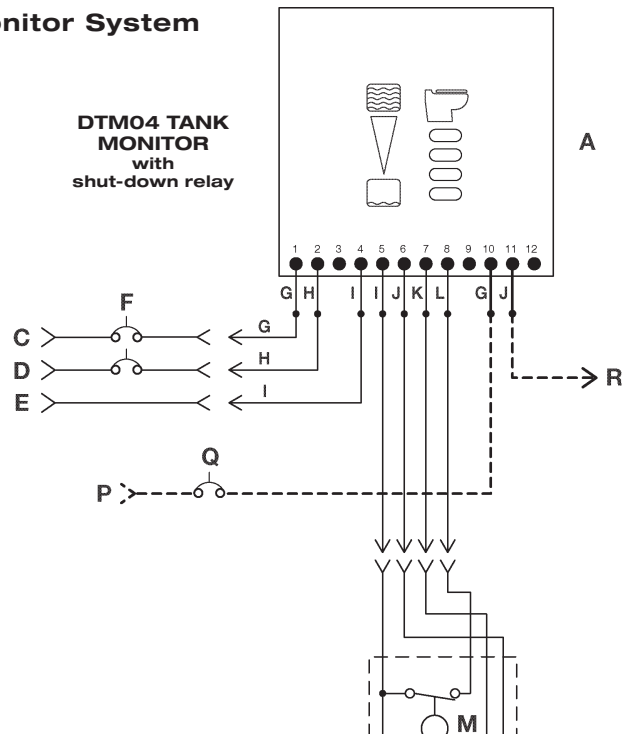 onitor System
DTM04 TANK
MONITOR
with
shut-down relay
A
1 2 3 4 5 6 7 8 9 10 11 12
G H I I J K L G J
F
C G
D H
E I
R
Q
P
M